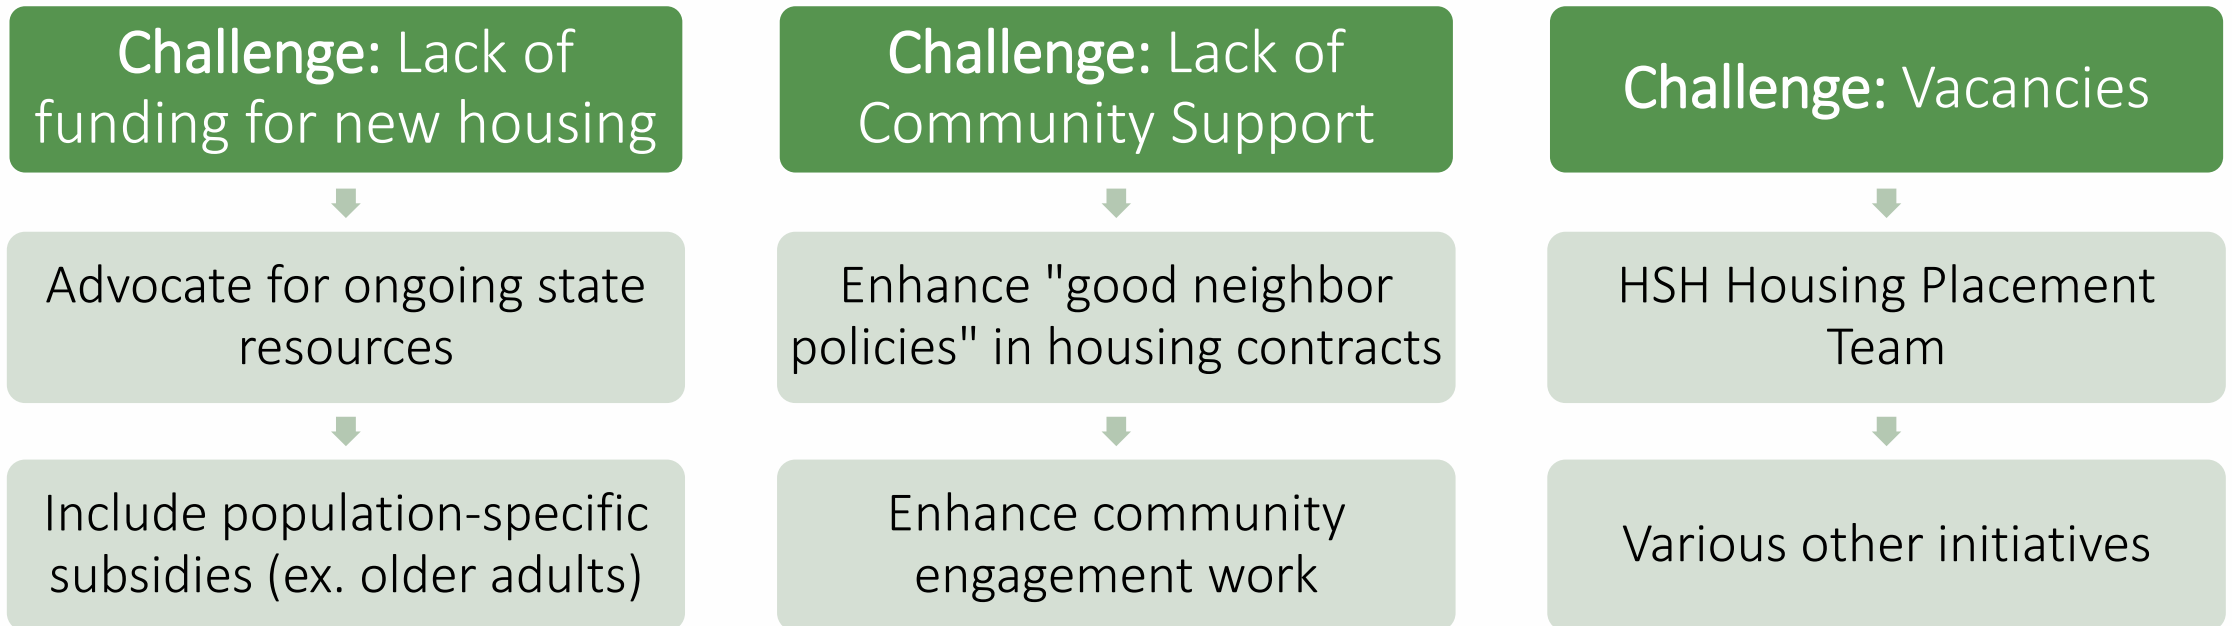 Challenge: Lack of
funding for new housing
Advocate for ongoing state
resources
Include population-specific
subsidies (ex. older adults)
Challenge: Lack of
Community Support
Enhance "good neighbor
policies" in housing contracts
Enhance community
engagement work
Challenge: Vacancies
HSH Housing Placement
Team
Various other initiatives